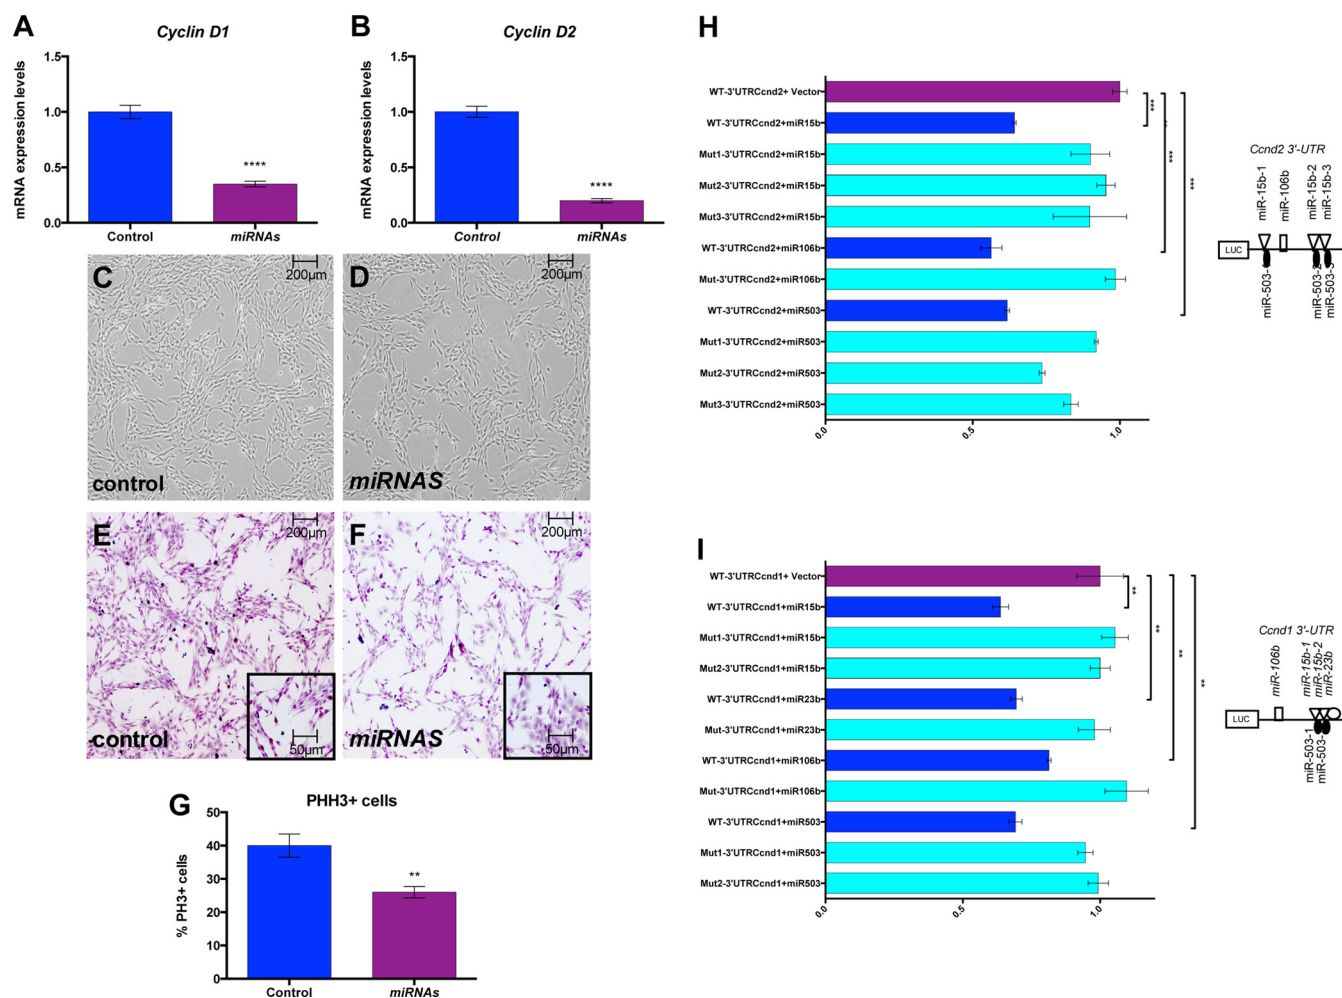 A
Cyclin D1
mRNA expression levels
1.5
1.0
0.5
0.0
****
Control
miRNAs
B
Cyclin D2
mRNA expression levels
1.5
1.0
0.5
0.0
****
Control
miRNAs
C
200µm
control
D
200µm
miRNAS
E
200µm
control
50µm
F
200µm
miRNAS
50µm
G
PHH3+ cells
% PH3+ cells
50
40
30
20
10
0
**
Control
miRNAs
H
WT-3'UTRCcnd2+ Vector
WT-3'UTRCcnd2+miR15b
Mut1-3'UTRCcnd2+miR15b
Mut2-3'UTRCcnd2+miR15b
Mut3-3'UTRCcnd2+miR15b
WT-3'UTRCcnd2+miR106b
Mut-3'UTRCcnd2+miR106b
WT-3'UTRCcnd2+miR503
Mut1-3'UTRCcnd2+miR503
Mut2-3'UTRCcnd2+miR503
Mut3-3'UTRCcnd2+miR503
0.0
0.5
1.0
***
***
***
Ccnd2 3'-UTR
miR-15b-1
miR-106b
miR-15b-2
miR-15b-3
LUC
miR-503-2
miR-503-3
I
WT-3'UTRCcnd1+ Vector
WT-3'UTRCcnd1+miR15b
Mut1-3'UTRCcnd1+miR15b
Mut2-3'UTRCcnd1+miR15b
WT-3'UTRCcnd1+miR23b
Mut-3'UTRCcnd1+miR23b
WT-3'UTRCcnd1+miR106b
Mut-3'UTRCcnd1+miR106b
WT-3'UTRCcnd1+miR503
Mut1-3'UTRCcnd1+miR503
Mut2-3'UTRCcnd1+miR503
0.0
0.5
1.0
**
**
**
**
Ccnd1 3'-UTR
miR-106b
miR-15b-1
miR-15b-2
miR-23b
LUC
miR-503-1